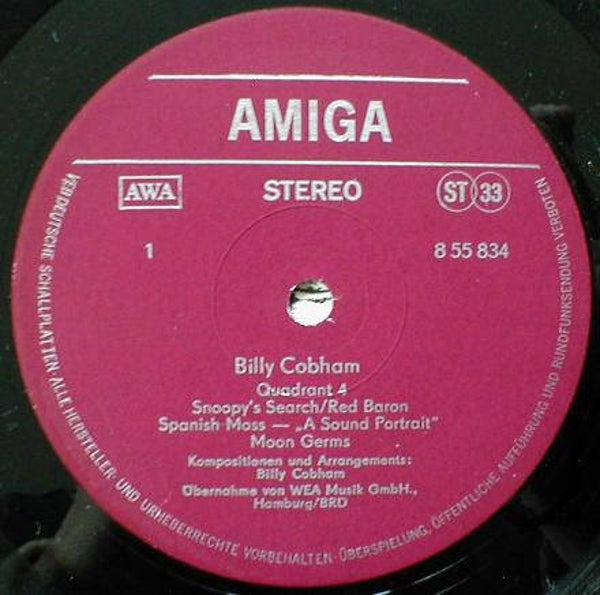 AMIGA
AWA STEREO ST 33
1 8 55 834
Billy Cobham
Quadrant 4
Snoopy's Search/Red Baron
Spanish Moss — „A Sound Portrait"
Moon Germs
Kompositionen und Arrangements:
Billy Cobham
Übernahme von WEA Musik GmbH.,
Hamburg/BRD
VEB DEUTSCHE SCHALLPLATTEN · ALLE HERSTELLER- UND URHEBERRECHTE VORBEHALTEN · ÜBERSPIELUNG, ÖFFENTLICHE AUFFÜHRUNG UND RUNDFUNKSENDUNG VERBOTEN